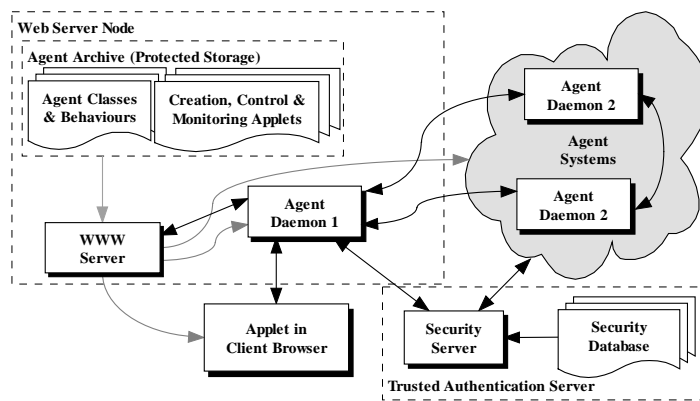 Web Server Node
Agent Archive (Protected Storage)
Agent Classes
& Behaviours
Creation, Control &
Monitoring Applets
Agent
Daemon 2
Agent
Systems
Agent
Daemon 2
Agent
Daemon 1
WWW
Server
Applet in
Client Browser
Security
Server
Security
Database
Trusted Authentication Server